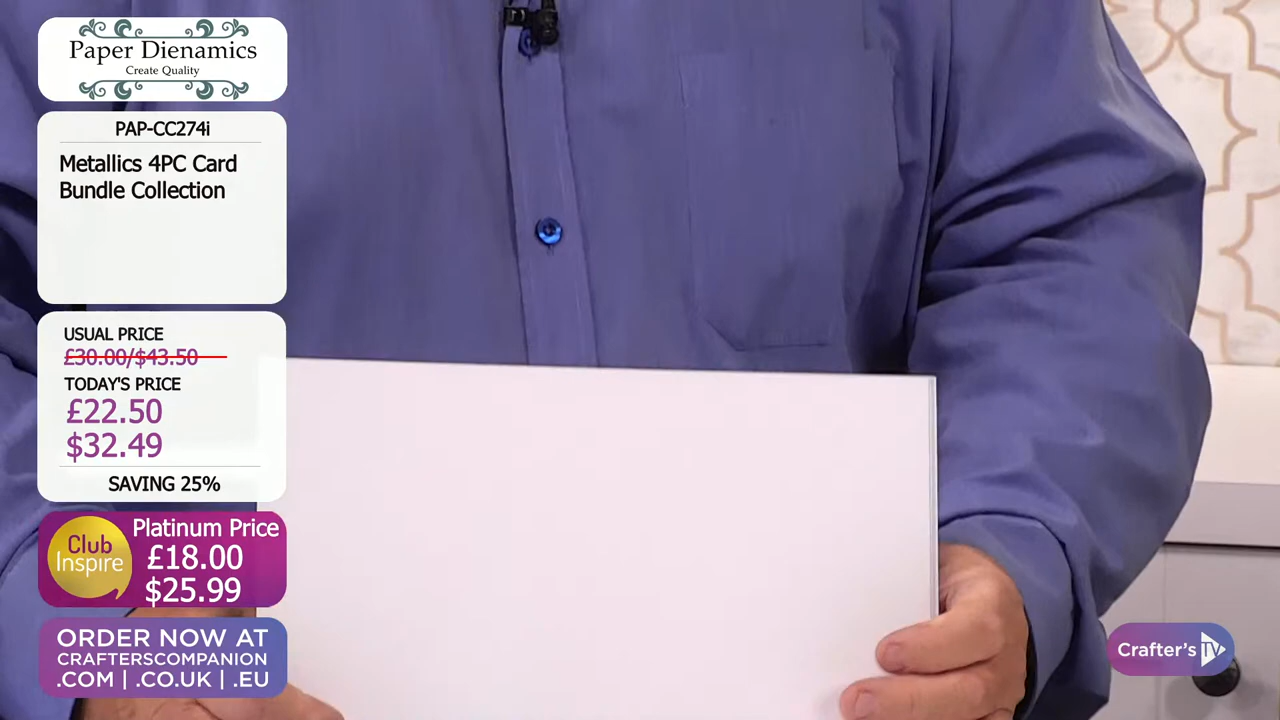 Paper Dienamics
Create Quality
PAP-CC274i
Metallics 4PC Card
Bundle Collection
USUAL PRICE
£30.00/$43.50
TODAY'S PRICE
£22.50
$32.49
SAVING 25%
Club
Inspire
Platinum Price
£18.00
$25.99
ORDER NOW AT
CRAFTERSCOMPANION
.COM | .CO.UK | .EU
Crafter's TV